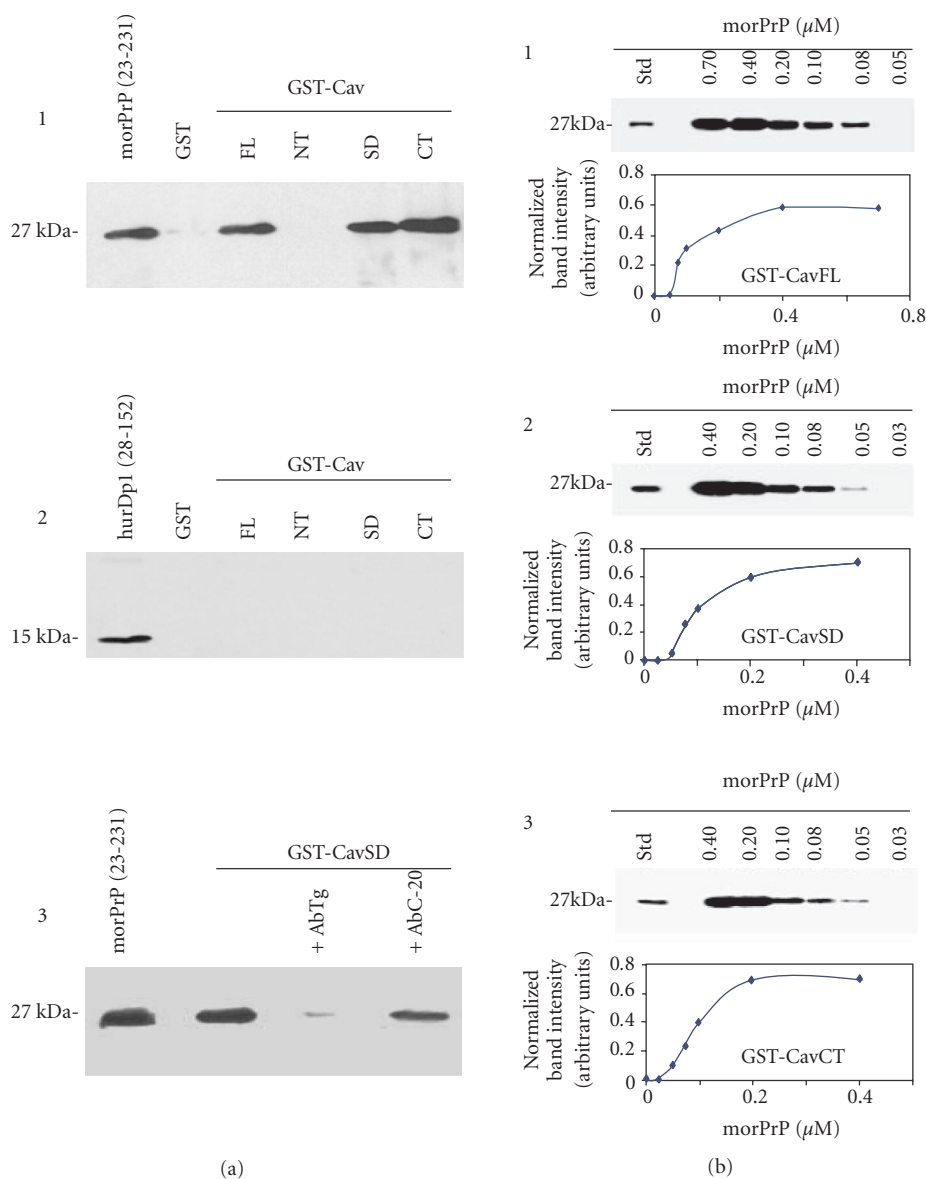 1
morPrP (23-231)
GST
GST-Cav
FL
NT
SD
CT
27 kDa-
2
hurDp1 (28-152)
GST
GST-Cav
FL
NT
SD
CT
15 kDa-
3
morPrP (23-231)
GST-CavSD
+ AbTg
+ AbC-20
27 kDa-
(a)
morPrP (µM)
1
Std
0.70
0.40
0.20
0.10
0.08
0.05
27kDa-
Normalized
band intensity
(arbitrary units)
0.8
0.6
0.4
0.2
0
GST-CavFL
0
0.4
0.8
morPrP (µM)
morPrP (µM)
2
Std
0.40
0.20
0.10
0.08
0.05
0.03
27kDa-
Normalized
band intensity
(arbitrary units)
0.8
0.6
0.4
0.2
0
GST-CavSD
0
0.2
0.4
morPrP (µM)
morPrP (µM)
3
Std
0.40
0.20
0.10
0.08
0.05
0.03
27kDa-
Normalized
band intensity
(arbitrary units)
0.8
0.6
0.4
0.2
0
GST-CavCT
0
0.2
0.4
morPrP (µM)
(b)